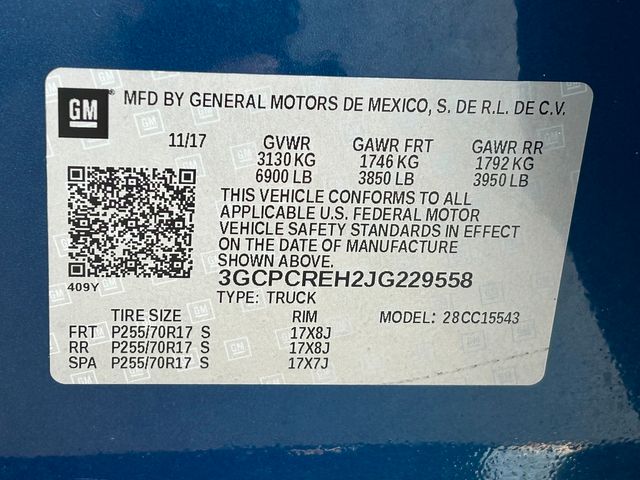 GM MFD BY GENERAL MOTORS DE MEXICO, S. DE R.L. DE C.V.
11/17 GVWR GAWR FRT GAWR RR
3130 KG 1746 KG 1792 KG
6900 LB 3850 LB 3950 LB
THIS VEHICLE CONFORMS TO ALL
APPLICABLE U.S. FEDERAL MOTOR
VEHICLE SAFETY STANDARDS IN EFFECT
ON THE DATE OF MANUFACTURE
SHOWN ABOVE.
409Y
3GCPCREH2JG229558
TYPE: TRUCK
TIRE SIZE RIM MODEL: 28CC15543
FRT P255/70R17 S 17X8J
RR P255/70R17 S 17X8J
SPA P255/70R17 S 17X7J